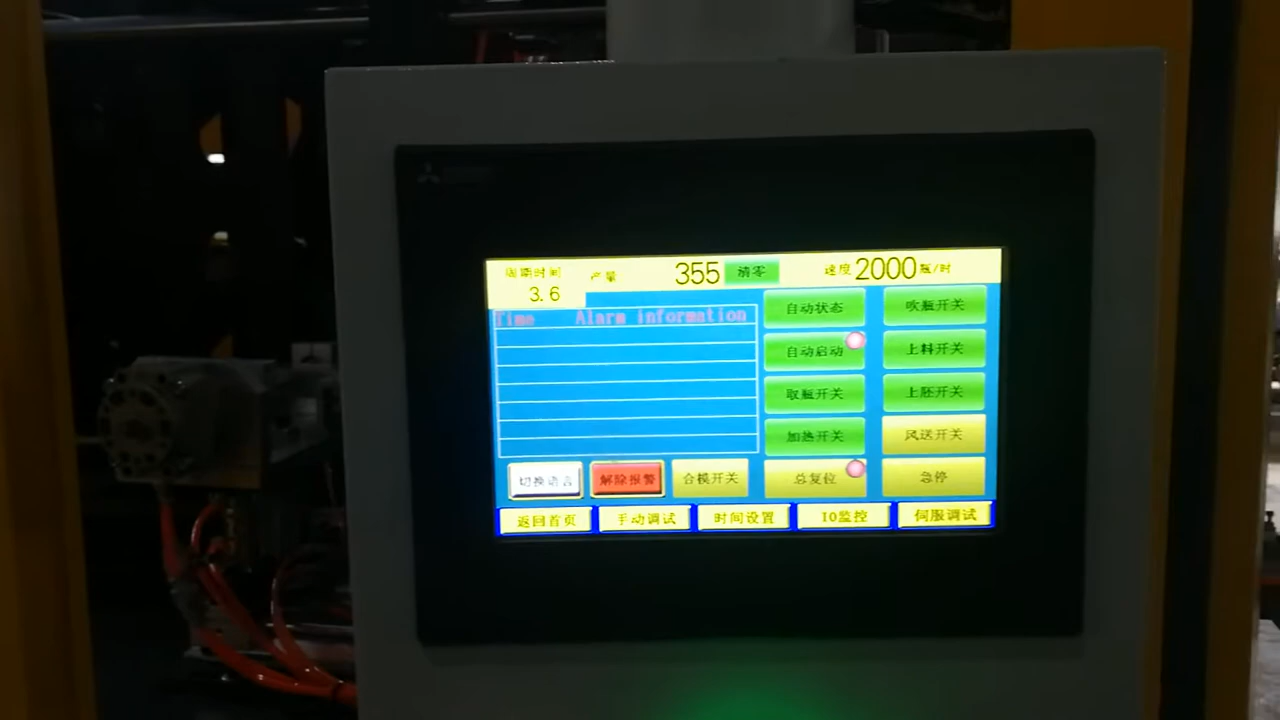 周期时间 产量 355 清零 速度 2000 瓶/时
3.6
Time Alarm information
自动状态 吹瓶开关
自动启动 上料开关
取瓶开关 上胚开关
加热开关 风送开关
切换语言 解除报警 合模开关 总复位 急停
返回首页 手动调试 时间设置 IO监控 伺服调试